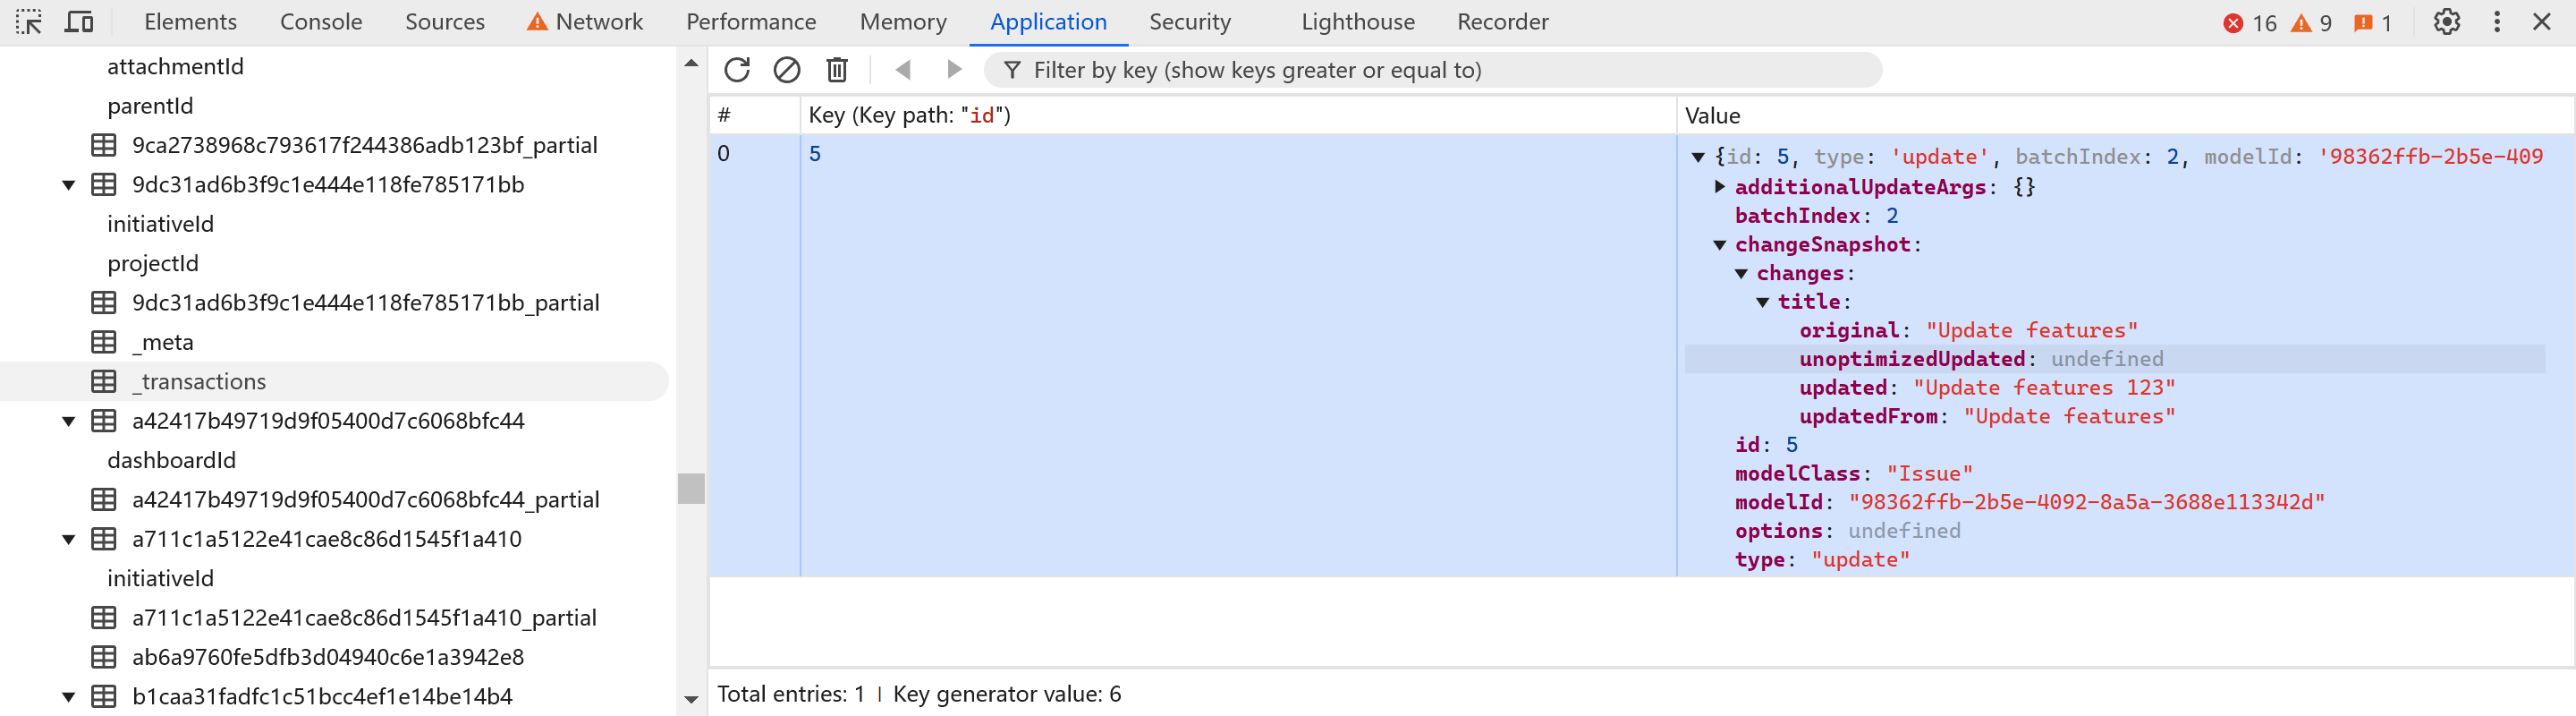 Elements Console Sources Network Performance Memory Application Security Lighthouse Recorder 16 9 1
attachmentId
parentId
9ca2738968c793617f244386adb123bf_partial
9dc31ad6b3f9c1e444e118fe785171bb
initiativeId
projectId
9dc31ad6b3f9c1e444e118fe785171bb_partial
_meta
_transactions
a42417b49719d9f05400d7c6068bfc44
dashboardId
a42417b49719d9f05400d7c6068bfc44_partial
a711c1a5122e41cae8c86d1545f1a410
initiativeId
a711c1a5122e41cae8c86d1545f1a410_partial
ab6a9760fe5dfb3d04940c6e1a3942e8
b1caa31fadfc1c51bcc4ef1e14be14b4
Filter by key (show keys greater or equal to)
# Key (Key path: "id") Value
0 5 {id: 5, type: 'update', batchIndex: 2, modelId: '98362ffb-2b5e-409
additionalUpdateArgs: {}
batchIndex: 2
changeSnapshot:
changes:
title:
original: "Update features"
unoptimizedUpdated: undefined
updated: "Update features 123"
updatedFrom: "Update features"
id: 5
modelClass: "Issue"
modelId: "98362ffb-2b5e-4092-8a5a-3688e113342d"
options: undefined
type: "update"
Total entries: 1 Key generator value: 6